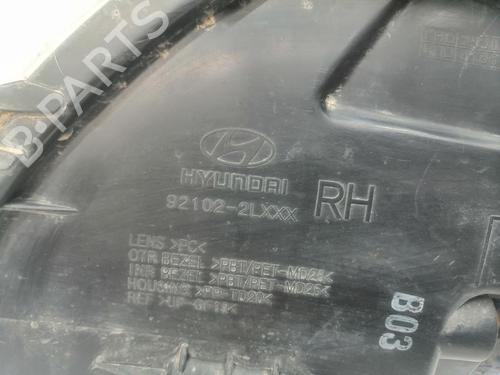 B-PARTS
HYUNDAI
92102-2LXXX RH
LENS >PC<
OTR BEZEL >PBT/PET-MD25<
INR BEZEL >PBT/PET-MD25<
HOUSING >PP-TD20<
B03